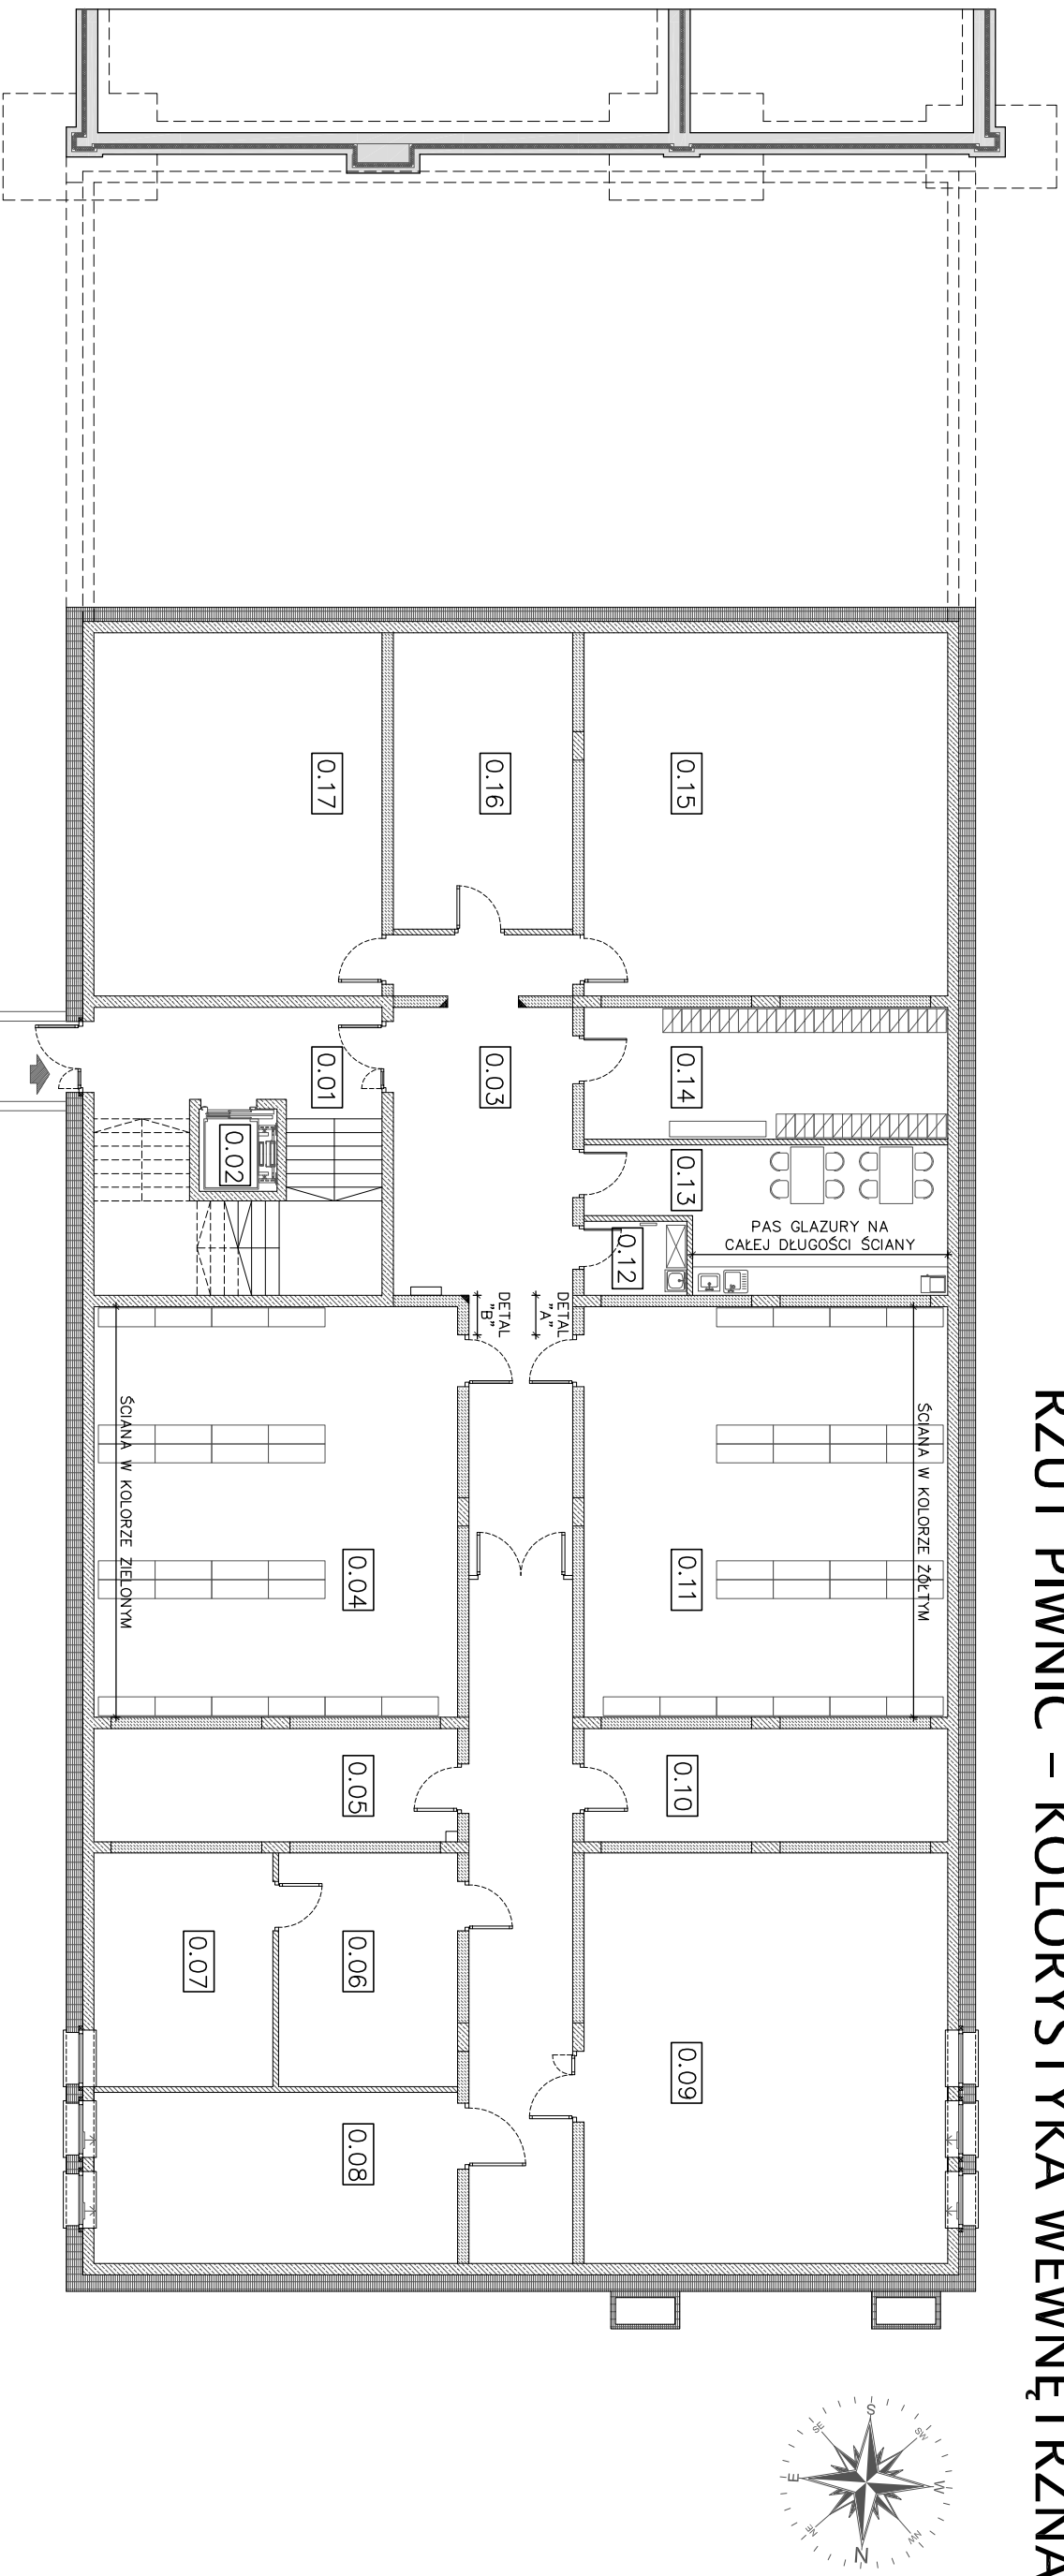 RZUT PIWNIC – KOLORYSTYKA WEWNĘTRZNA
0.15
0.14
0.13
PAS GLAZURY NA
CAŁEJ DŁUGOŚCI ŚCIANY
0.12
0.11
ŚCIANA W KOLORZE ŻÓŁTYM
0.10
0.09
0.16
0.03
DETAL
"A"
DETAL
"B"
0.17
0.01
0.02
0.04
ŚCIANA W KOLORZE ZIELONYM
0.05
0.06
0.07
0.08
S
SW
W
NW
N
NE
E
SE